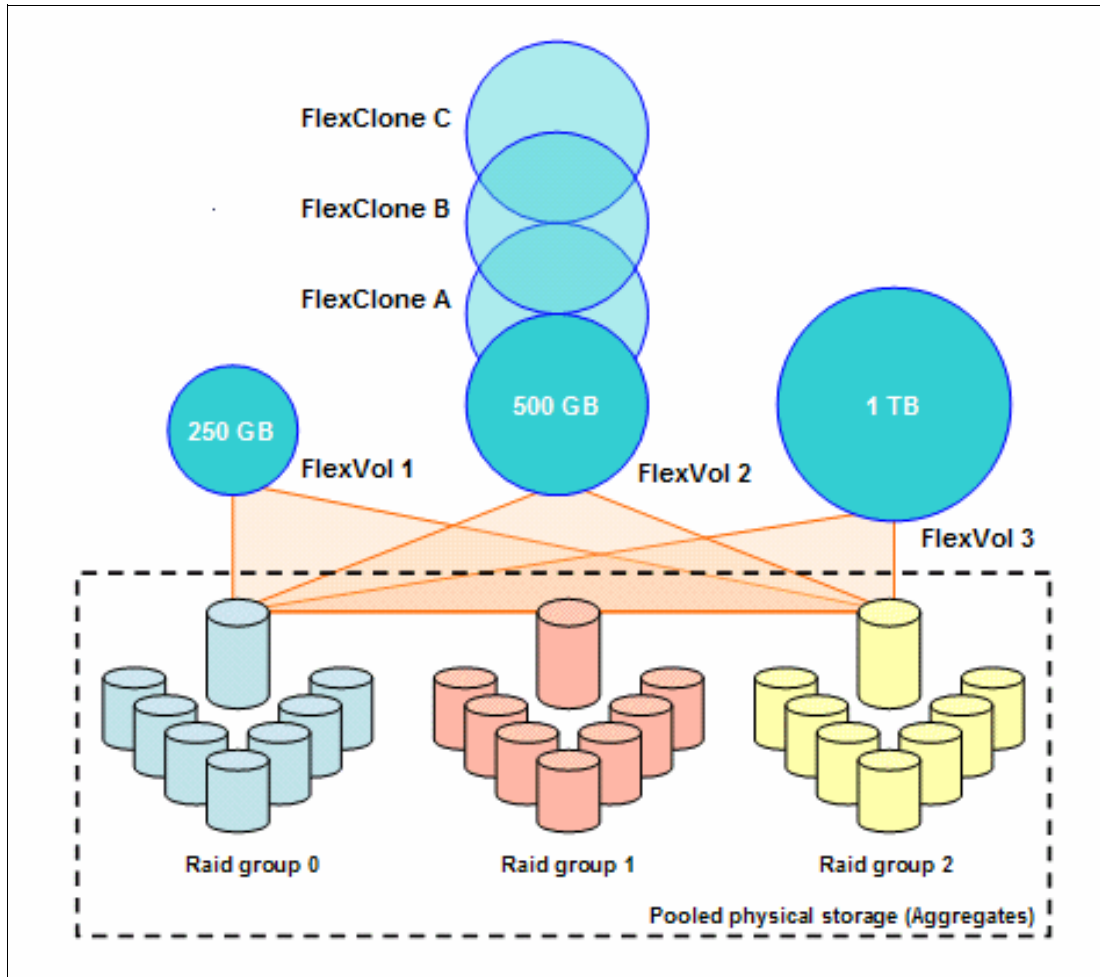 FlexClone C
FlexClone B
FlexClone A
250 GB
500 GB
1 TB
FlexVol 1
FlexVol 2
FlexVol 3
Raid group 0
Raid group 1
Raid group 2
Pooled physical storage (Aggregates)